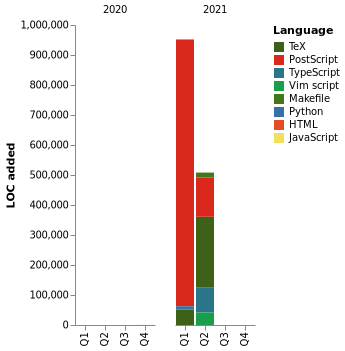 2020 2021
1,000,000
900,000
800,000
700,000
600,000
500,000
400,000
300,000
200,000
100,000
0
LOC added
Q1 Q2 Q3 Q4 Q1 Q2 Q3 Q4
Language
TeX
PostScript
TypeScript
Vim script
Makefile
Python
HTML
JavaScript